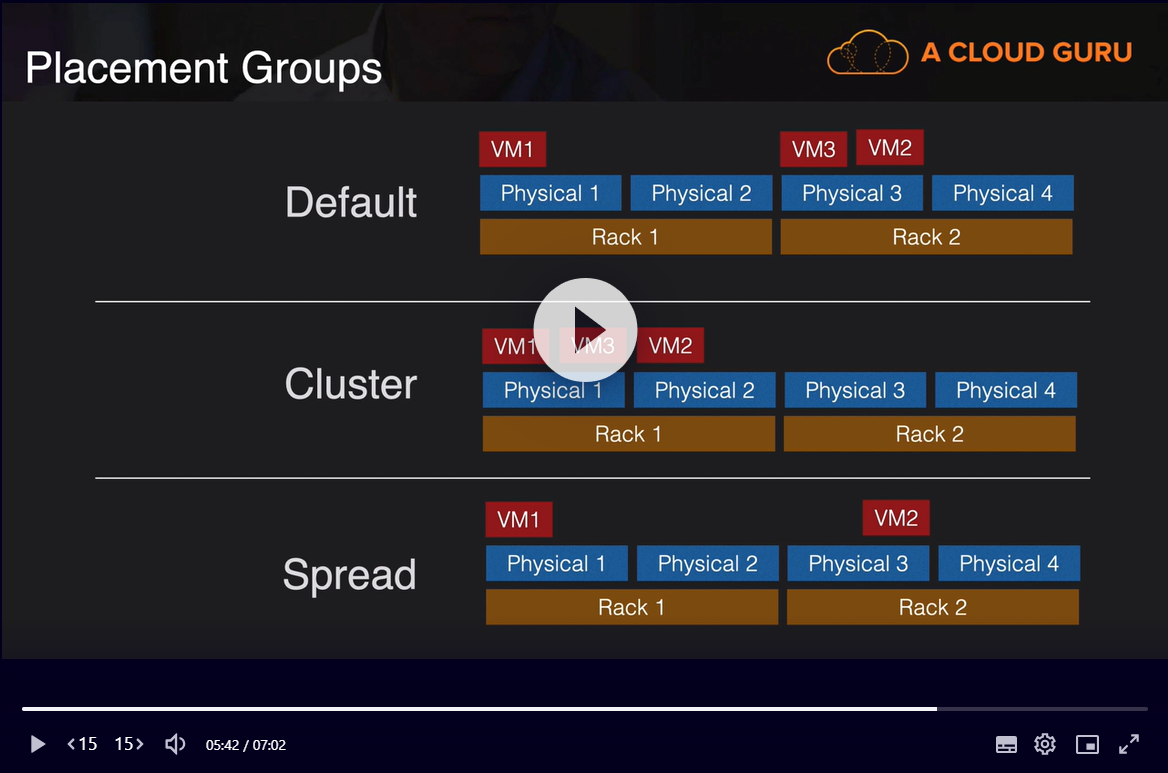 Placement Groups
A CLOUD GURU
VM1 VM3 VM2
Default
Physical 1 Physical 2 Physical 3 Physical 4
Rack 1 Rack 2
VM1 VM3 VM2
Cluster
Physical 1 Physical 2 Physical 3 Physical 4
Rack 1 Rack 2
VM1 VM2
Spread
Physical 1 Physical 2 Physical 3 Physical 4
Rack 1 Rack 2
<15 15> 05:42 / 07:02